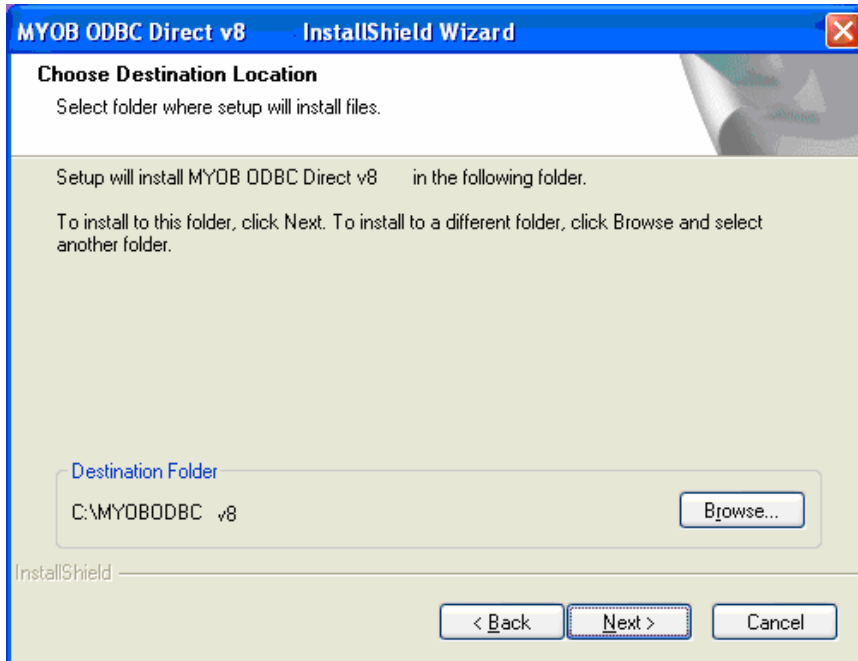 MYOB ODBC Direct v8 InstallShield Wizard
Choose Destination Location
Select folder where setup will install files.
Setup will install MYOB ODBC Direct v8 in the following folder.
To install to this folder, click Next. To install to a different folder, click Browse and select
another folder.
Destination Folder
C:\MYOBODBC v8
Browse...
InstallShield
< Back
Next >
Cancel